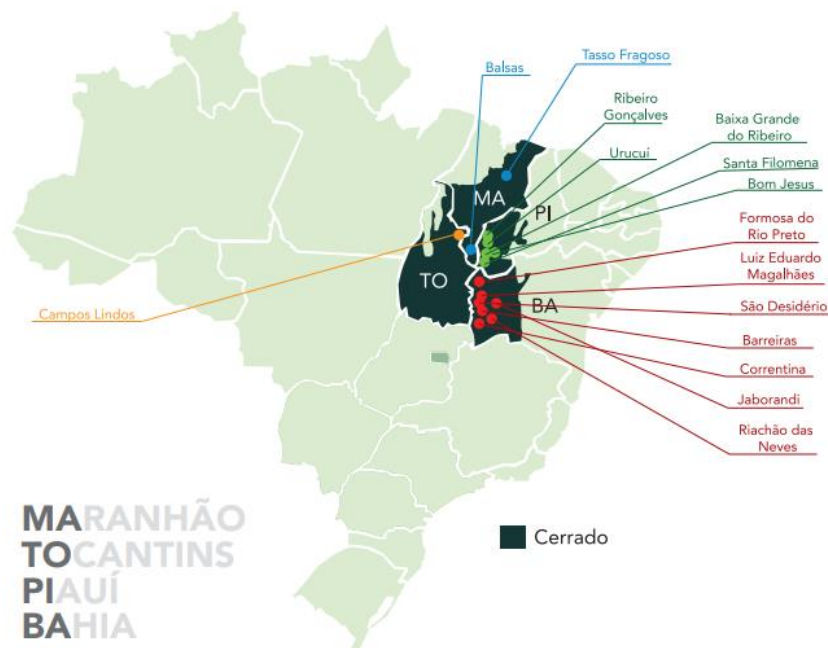 Tasso Fragoso
Balsas
Ribeiro
Gonçalves
Baixa Grande
do Ribeiro
Urucuí
Santa Filomena
Bom Jesus
MA
PI
Formosa do
Rio Preto
Luiz Eduardo
Magalhães
TO
BA
São Desidério
Campos Lindos
Barreiras
Correntina
Jaborandi
Riachão das
Neves
MARANHÃO
TOCANTINS
PIAUÍ
BAHIA
Cerrado